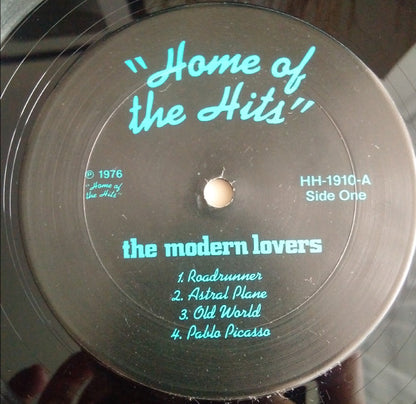 "Home of
the Hits"
℗ 1976
"Home of
the Hits"
HH-1910-A
Side One
the modern lovers
1. Roadrunner
2. Astral Plane
3. Old World
4. Pablo Picasso